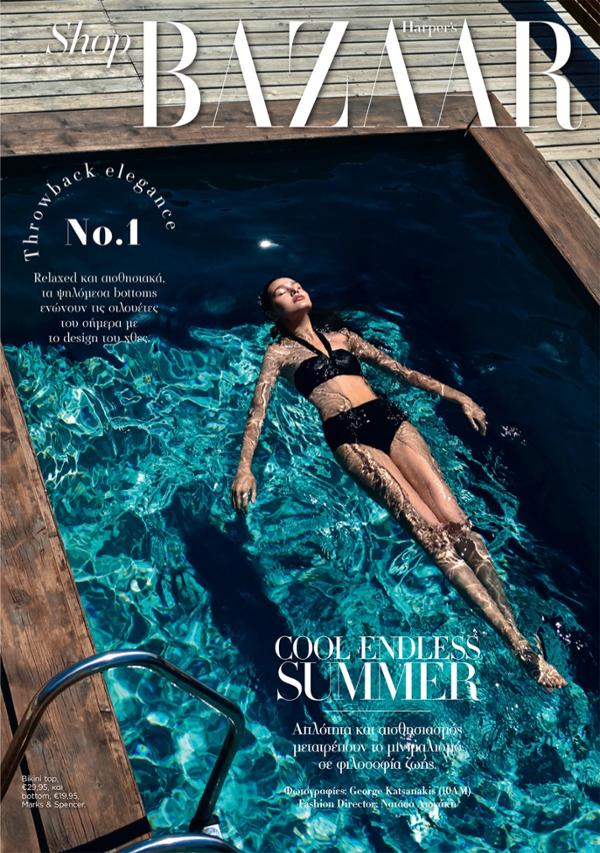 Shop
Harper's
BAZAAR
Throwback elegance
No.1
Relaxed και αισθησιακά,
τα ψηλόμεσα bottoms
ενώνουν τις σιλουέτες
του σήμερα με
το design του χθες.
COOL ENDLESS
SUMMER
Απλότητα και αισθησιασμός
μετατρέπουν το μινιμαλισμό
σε φιλοσοφία ζωής.
Φωτογραφίες: George Katsanakis (10AM)
Fashion Director: Νατάσα
Bikini top,
€29,95, και
bottom, €19,95,
Marks & Spencer.